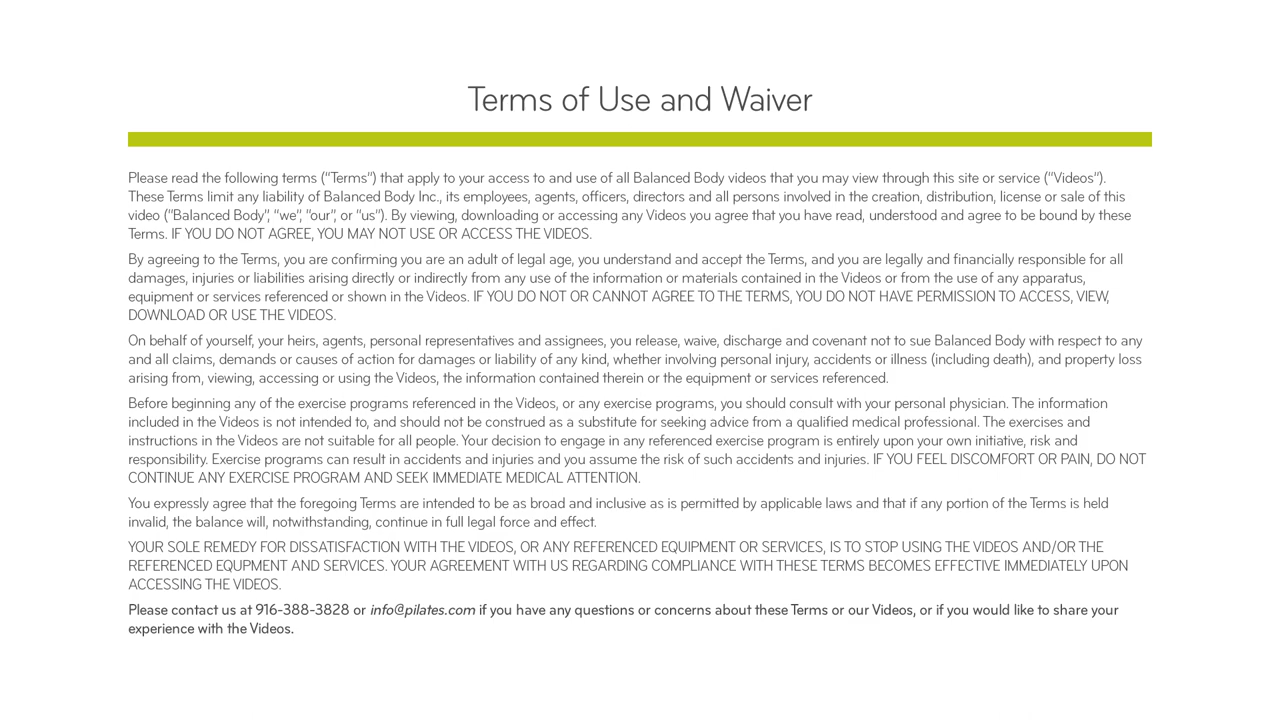 Terms of Use and Waiver
Please read the following terms (“Terms”) that apply to your access to and use of all Balanced Body videos that you may view through this site or service (“Videos”).
These Terms limit any liability of Balanced Body Inc., its employees, agents, officers, directors and all persons involved in the creation, distribution, license or sale of this
video (“Balanced Body”, “we”, “our”, or “us”). By viewing, downloading or accessing any Videos you agree that you have read, understood and agree to be bound by these
Terms. IF YOU DO NOT AGREE, YOU MAY NOT USE OR ACCESS THE VIDEOS.
By agreeing to the Terms, you are confirming you are an adult of legal age, you understand and accept the Terms, and you are legally and financially responsible for all
damages, injuries or liabilities arising directly or indirectly from any use of the information or materials contained in the Videos or from the use of any apparatus,
equipment or services referenced or shown in the Videos. IF YOU DO NOT OR CANNOT AGREE TO THE TERMS, YOU DO NOT HAVE PERMISSION TO ACCESS, VIEW,
DOWNLOAD OR USE THE VIDEOS.
On behalf of yourself, your heirs, agents, personal representatives and assignees, you release, waive, discharge and covenant not to sue Balanced Body with respect to any
and all claims, demands or causes of action for damages or liability of any kind, whether involving personal injury, accidents or illness (including death), and property loss
arising from, viewing, accessing or using the Videos, the information contained therein or the equipment or services referenced.
Before beginning any of the exercise programs referenced in the Videos, or any exercise programs, you should consult with your personal physician. The information
included in the Videos is not intended to, and should not be construed as a substitute for seeking advice from a qualified medical professional. The exercises and
instructions in the Videos are not suitable for all people. Your decision to engage in any referenced exercise program is entirely upon your own initiative, risk and
responsibility. Exercise programs can result in accidents and injuries and you assume the risk of such accidents and injuries. IF YOU FEEL DISCOMFORT OR PAIN, DO NOT
CONTINUE ANY EXERCISE PROGRAM AND SEEK IMMEDIATE MEDICAL ATTENTION.
You expressly agree that the foregoing Terms are intended to be as broad and inclusive as is permitted by applicable laws and that if any portion of the Terms is held
invalid, the balance will, notwithstanding, continue in full legal force and effect.
YOUR SOLE REMEDY FOR DISSATISFACTION WITH THE VIDEOS, OR ANY REFERENCED EQUIPMENT OR SERVICES, IS TO STOP USING THE VIDEOS AND/OR THE
REFERENCED EQUPMENT AND SERVICES. YOUR AGREEMENT WITH US REGARDING COMPLIANCE WITH THESE TERMS BECOMES EFFECTIVE IMMEDIATELY UPON
ACCESSING THE VIDEOS.
Please contact us at 916-388-3828 or info@pilates.com if you have any questions or concerns about these Terms or our Videos, or if you would like to share your
experience with the Videos.